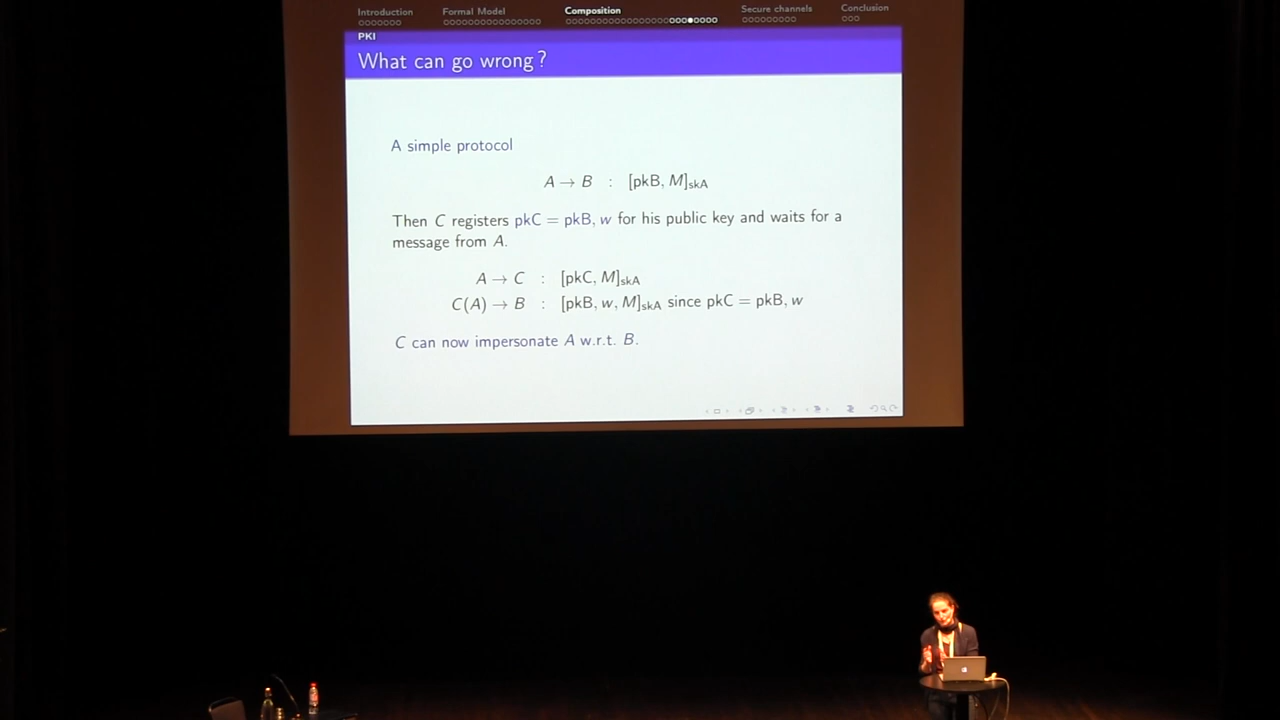 Introduction Formal Model Composition Secure channels Conclusion
PKI
What can go wrong ?
A simple protocol
A → B : [pkB, M]skA
Then C registers pkC = pkB, w for his public key and waits for a
message from A.
A → C : [pkC, M]skA
C(A) → B : [pkB, w, M]skA since pkC = pkB, w
C can now impersonate A w.r.t. B.